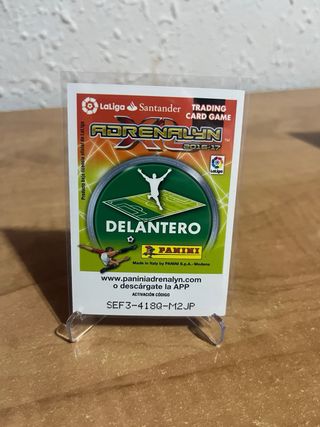 LaLiga Santander
TRADING
CARD GAME
ADRENALYN XL
2016-17
LaLiga
DELANTERO
PANINI
Made in Italy by PANINI S.p.A. - Modena
www.paniniadrenalyn.com
o descárgate la APP
ACTIVACIÓN CÓDIGO
SEF3-418Q-M2JP